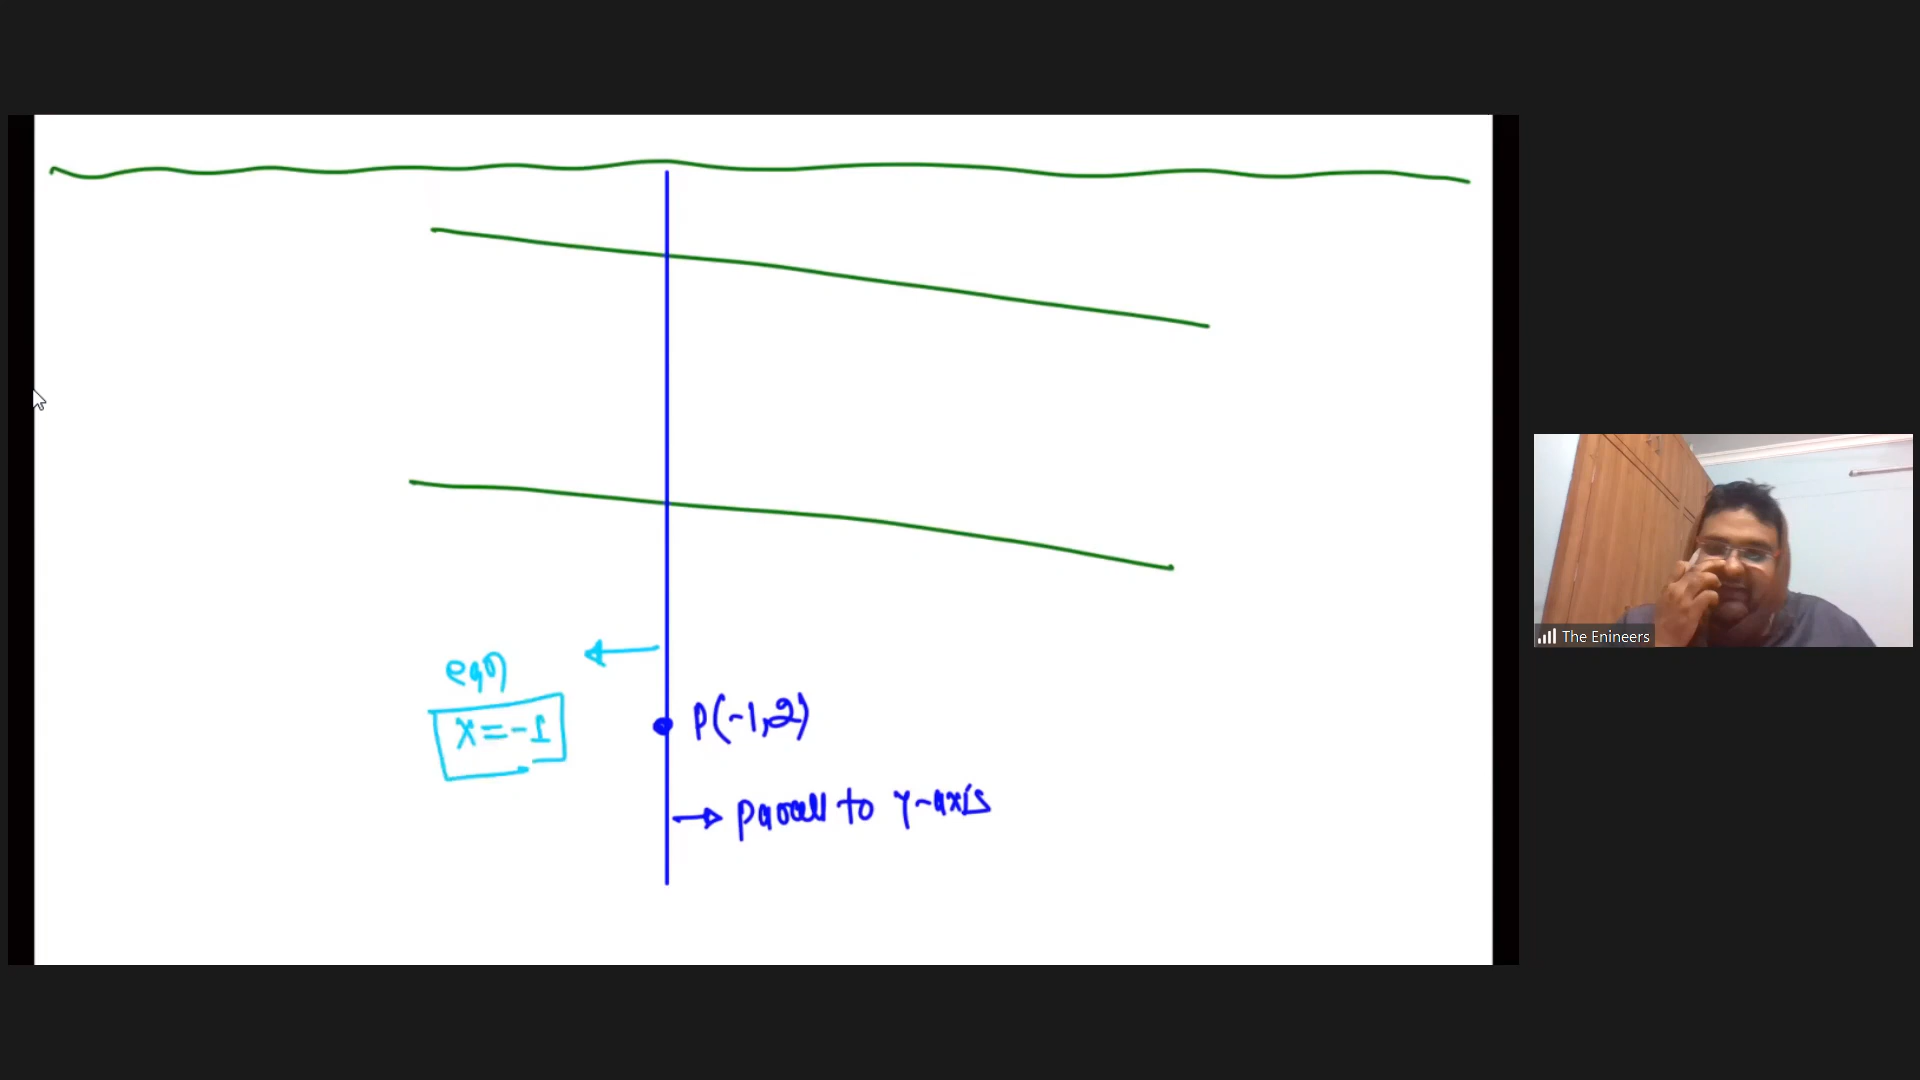 eqn
x=-1
P(-1,2)
parall to Y-axis
The Enineers